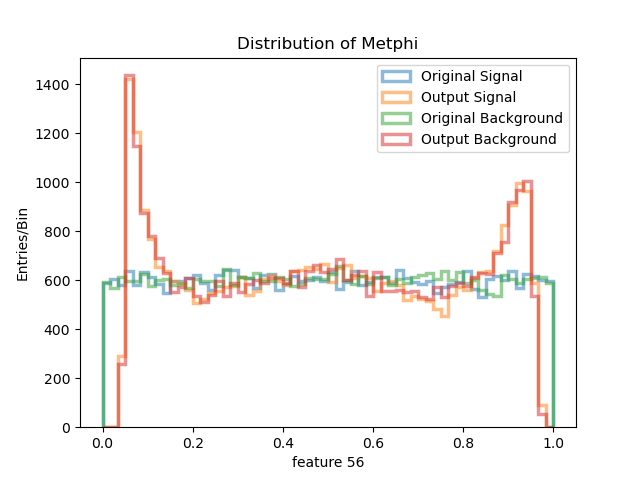 Distribution of Metphi
Original Signal
Output Signal
Original Background
Output Background
Entries/Bin
1400
1200
1000
800
600
400
200
0
0.0 0.2 0.4 0.6 0.8 1.0
feature 56